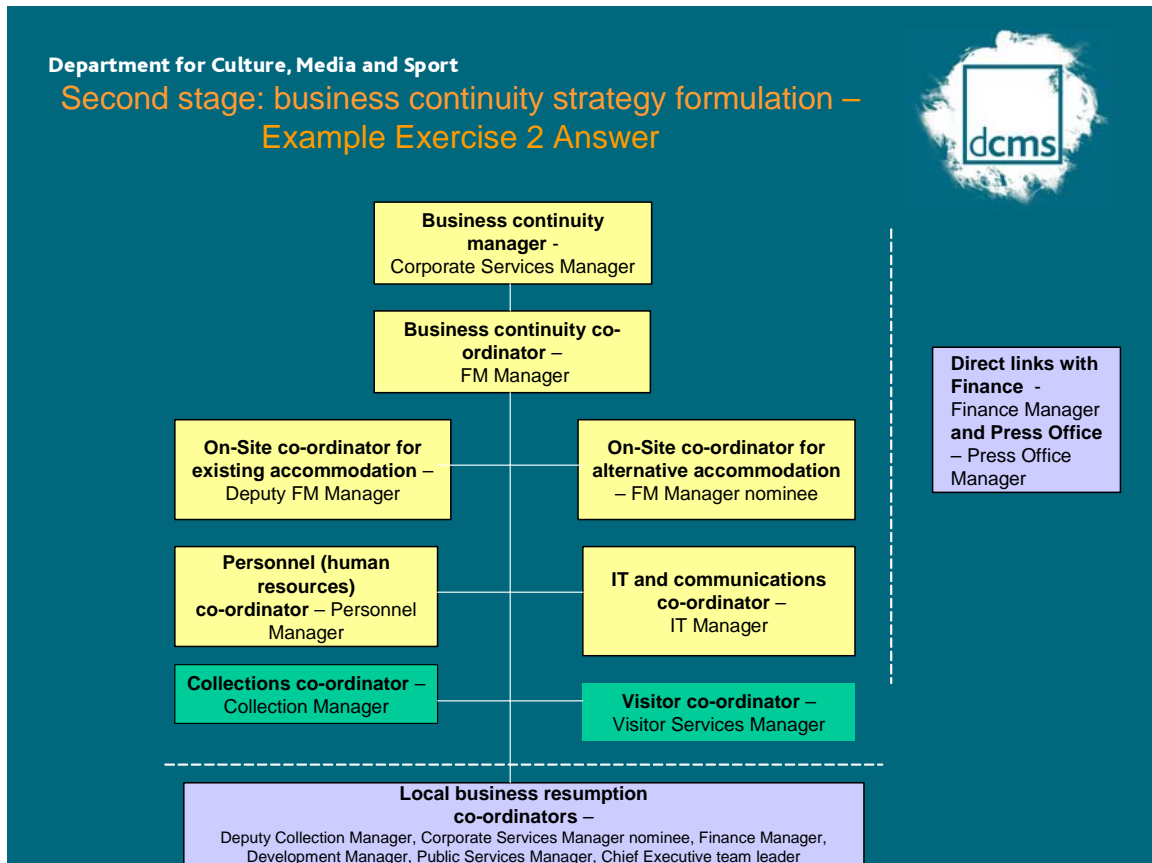 Department for Culture, Media and Sport
Second stage: business continuity strategy formulation –
Example Exercise 2 Answer
dcms
Business continuity
manager -
Corporate Services Manager
Business continuity co-
ordinator –
FM Manager
Direct links with
Finance -
Finance Manager
and Press Office
– Press Office
Manager
On-Site co-ordinator for
existing accommodation –
Deputy FM Manager
On-Site co-ordinator for
alternative accommodation
– FM Manager nominee
Personnel (human
resources)
co-ordinator – Personnel
Manager
IT and communications
co-ordinator –
IT Manager
Collections co-ordinator –
Collection Manager
Visitor co-ordinator –
Visitor Services Manager
Local business resumption
co-ordinators –
Deputy Collection Manager, Corporate Services Manager nominee, Finance Manager,
Development Manager, Public Services Manager, Chief Executive team leader